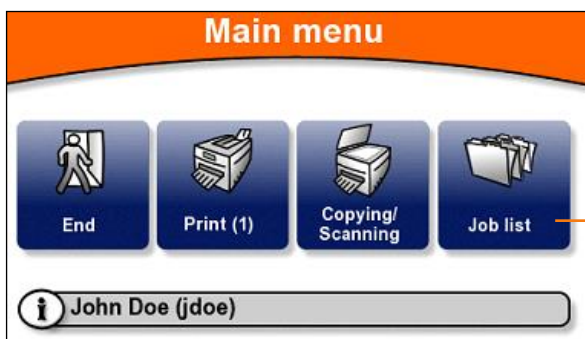 Main menu
End
Print (1)
Copying/
Scanning
Job list
John Doe (jdoe)